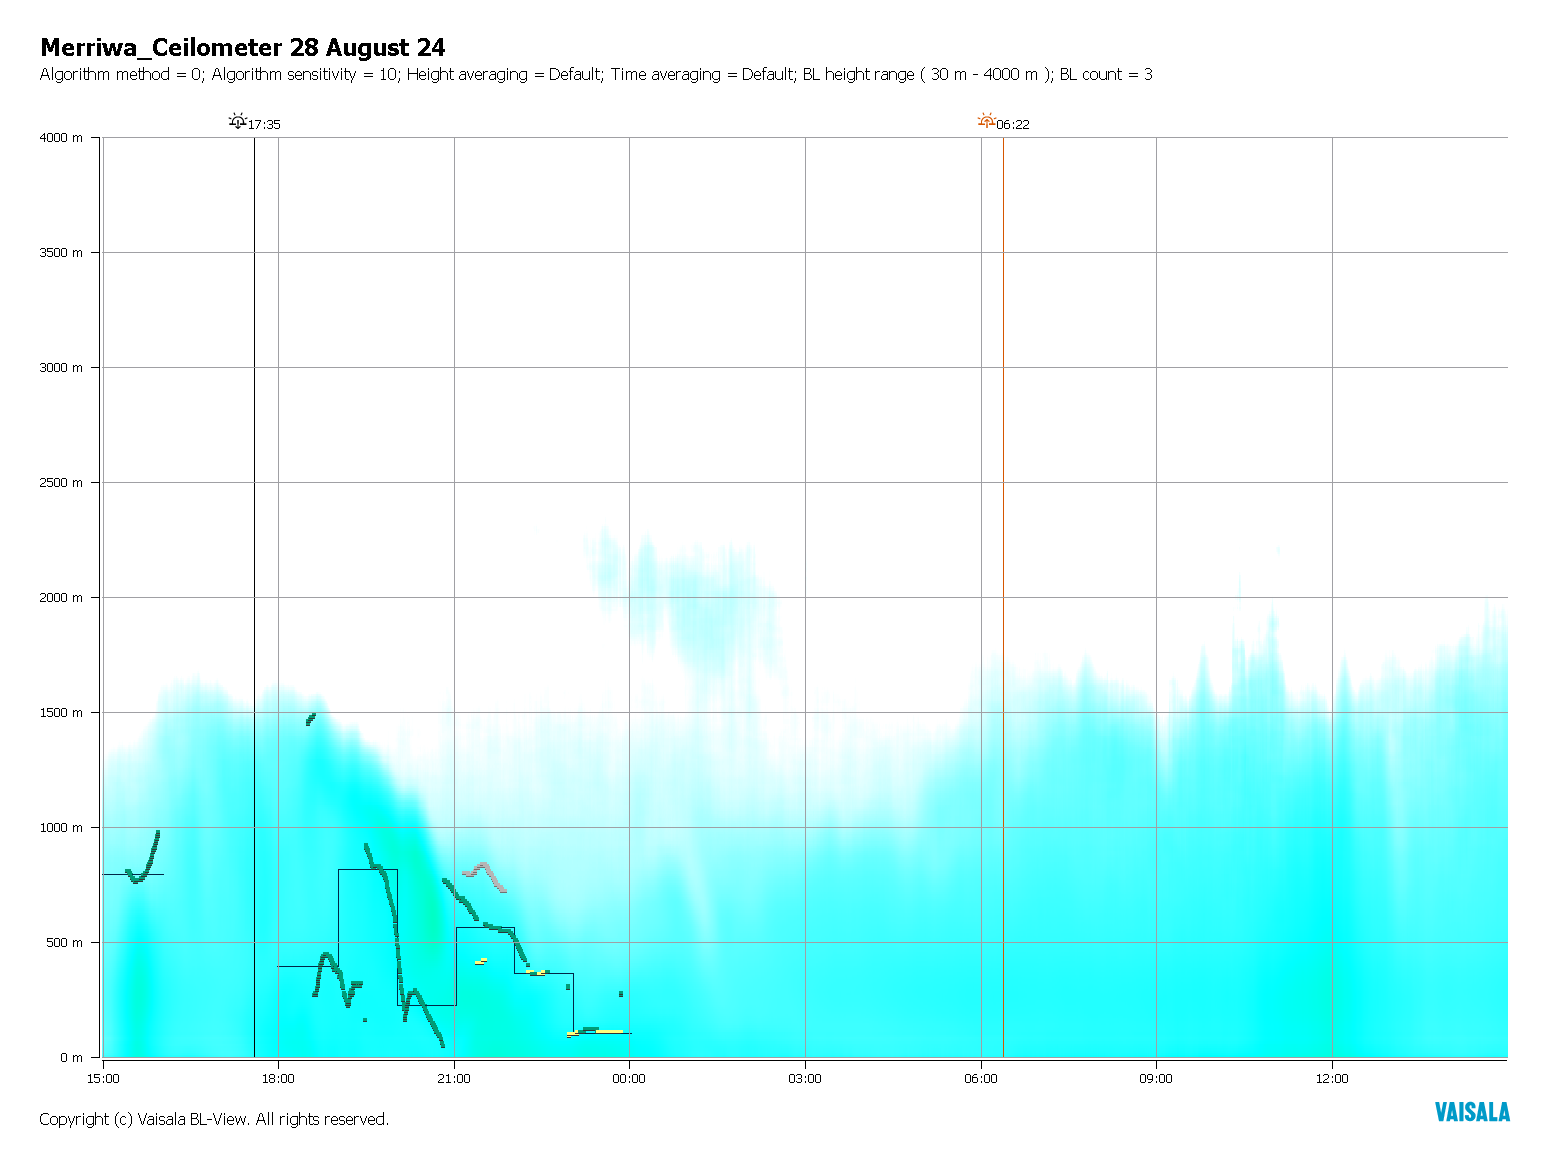 Merriwa_Ceilometer 28 August 24
Algorithm method = 0; Algorithm sensitivity = 10; Height averaging = Default; Time averaging = Default; BL height range ( 30 m - 4000 m ); BL count = 3
17:35
06:22
4000 m
3500 m
3000 m
2500 m
2000 m
1500 m
1000 m
500 m
0 m
15:00
18:00
21:00
00:00
03:00
06:00
09:00
12:00
Copyright (c) Vaisala BL-View. All rights reserved.
VAISALA